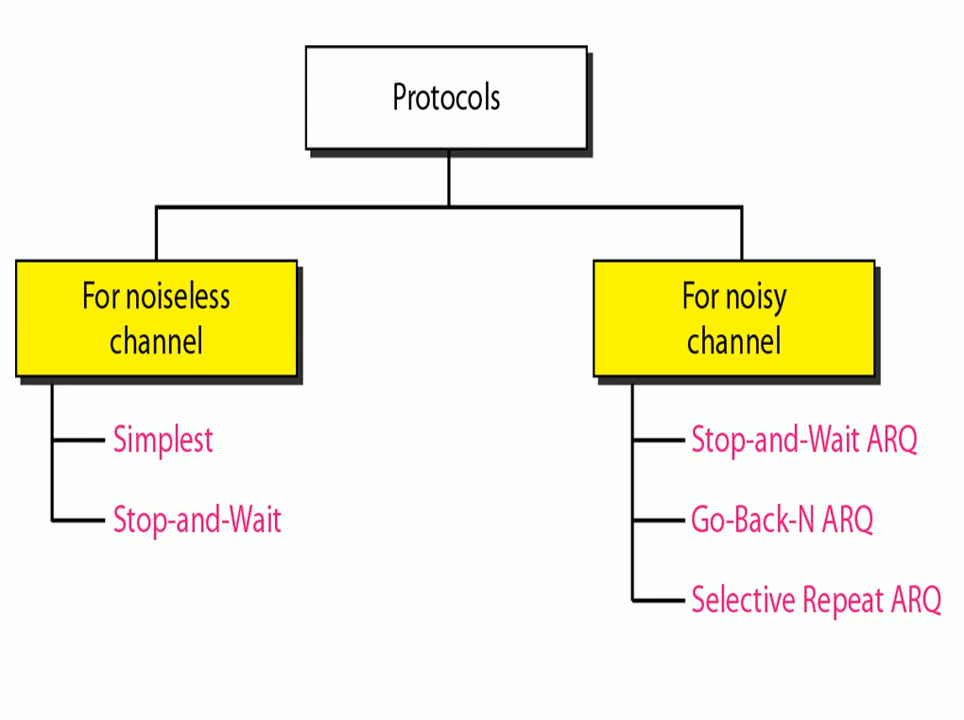 Protocols
For noiseless
channel
Simplest
Stop-and-Wait
For noisy
channel
Stop-and-Wait ARQ
Go-Back-N ARQ
Selective Repeat ARQ